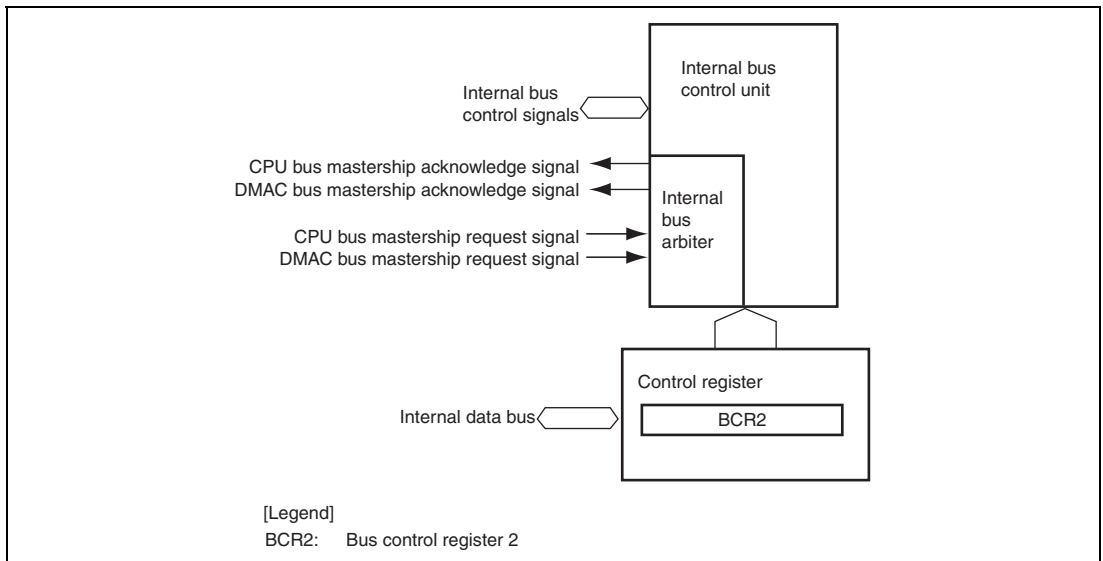 Internal bus
control unit
Internal bus
control signals
CPU bus mastership acknowledge signal
DMAC bus mastership acknowledge signal
Internal
bus
arbiter
CPU bus mastership request signal
DMAC bus mastership request signal
Control register
Internal data bus
BCR2
[Legend]
BCR2: Bus control register 2